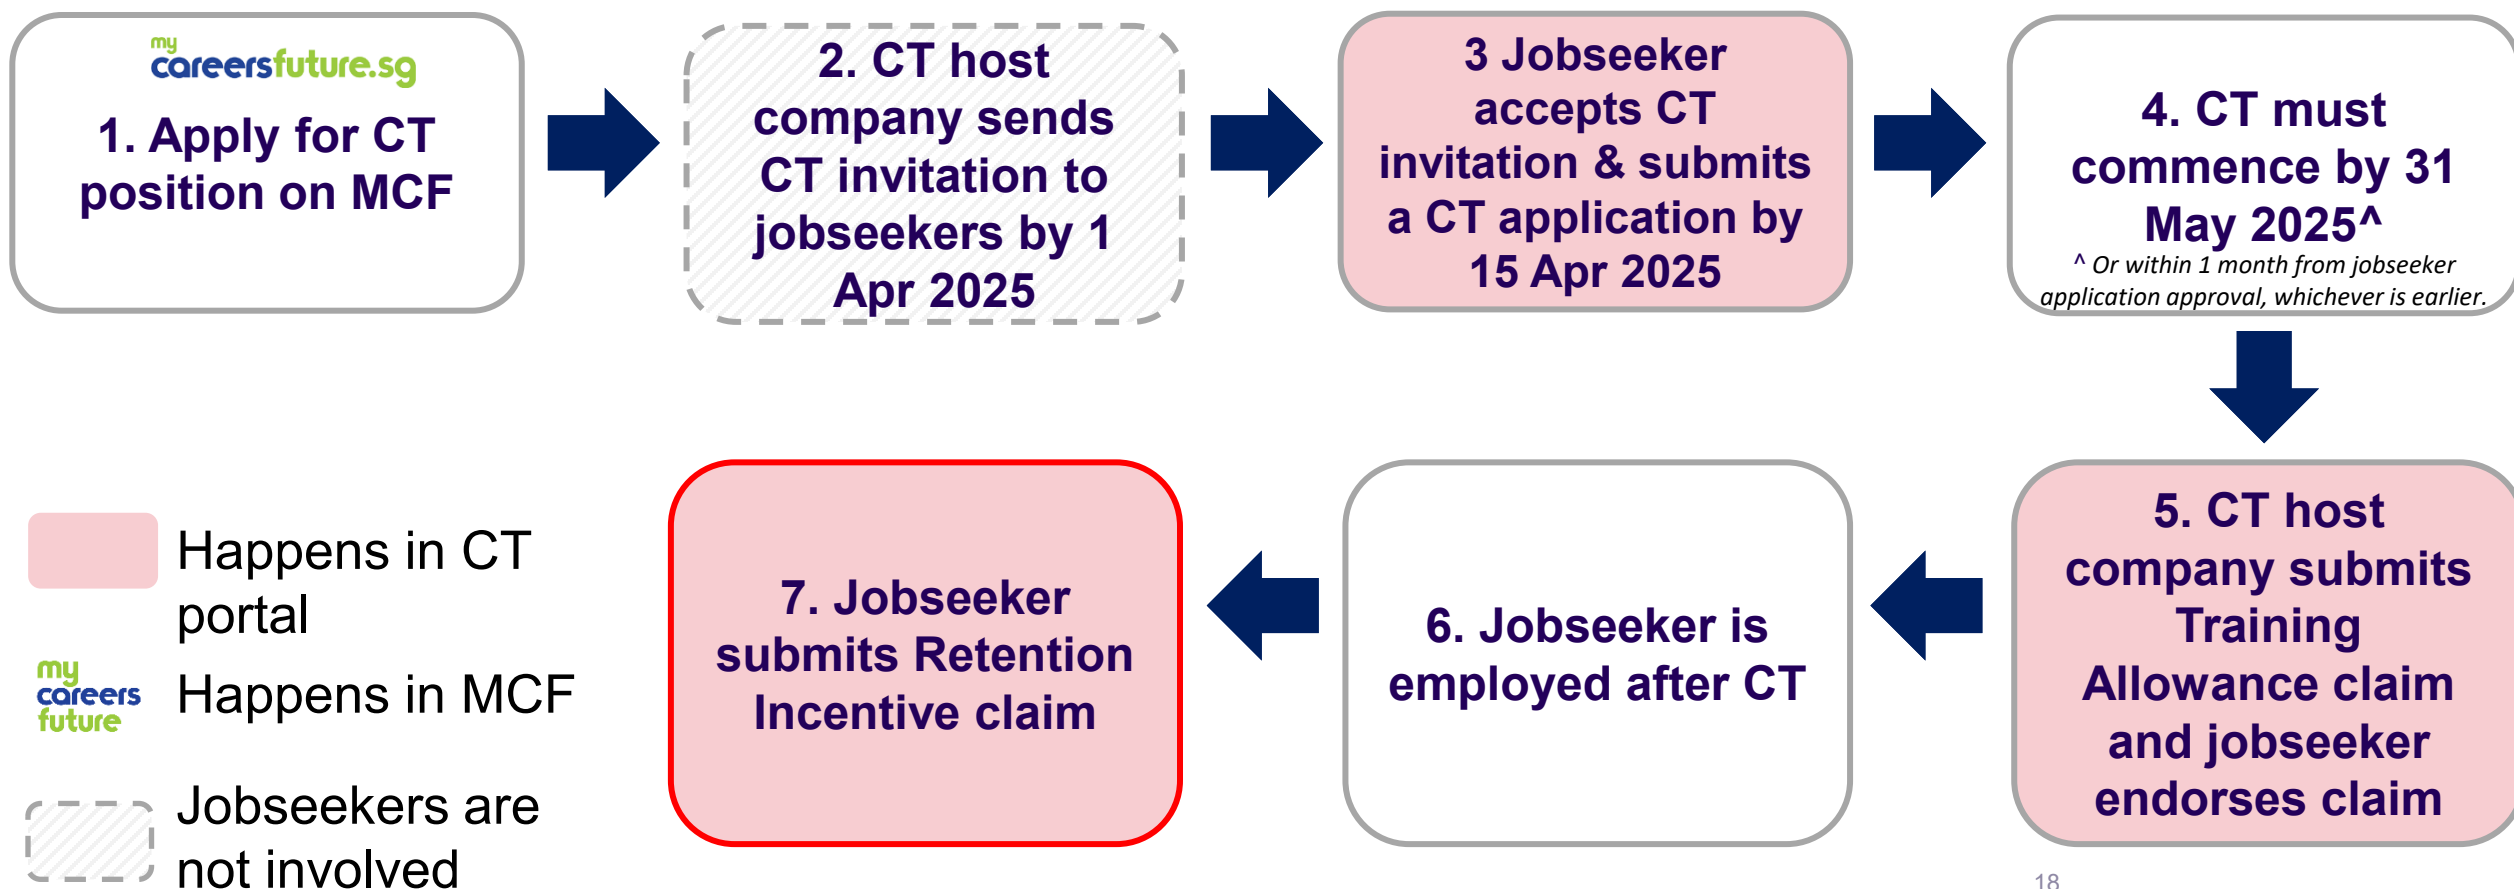 my
careersfuture.sg
1. Apply for CT
position on MCF
2. CT host
company sends
CT invitation to
jobseekers by 1
Apr 2025
3 Jobseeker
accepts CT
invitation & submits
a CT application by
15 Apr 2025
4. CT must
commence by 31
May 2025^
^ Or within 1 month from jobseeker
application approval, whichever is earlier.
5. CT host
company submits
Training
Allowance claim
and jobseeker
endorses claim
6. Jobseeker is
employed after CT
7. Jobseeker
submits Retention
Incentive claim
Happens in CT
portal
my
careers
future
Happens in MCF
Jobseekers are
not involved
18